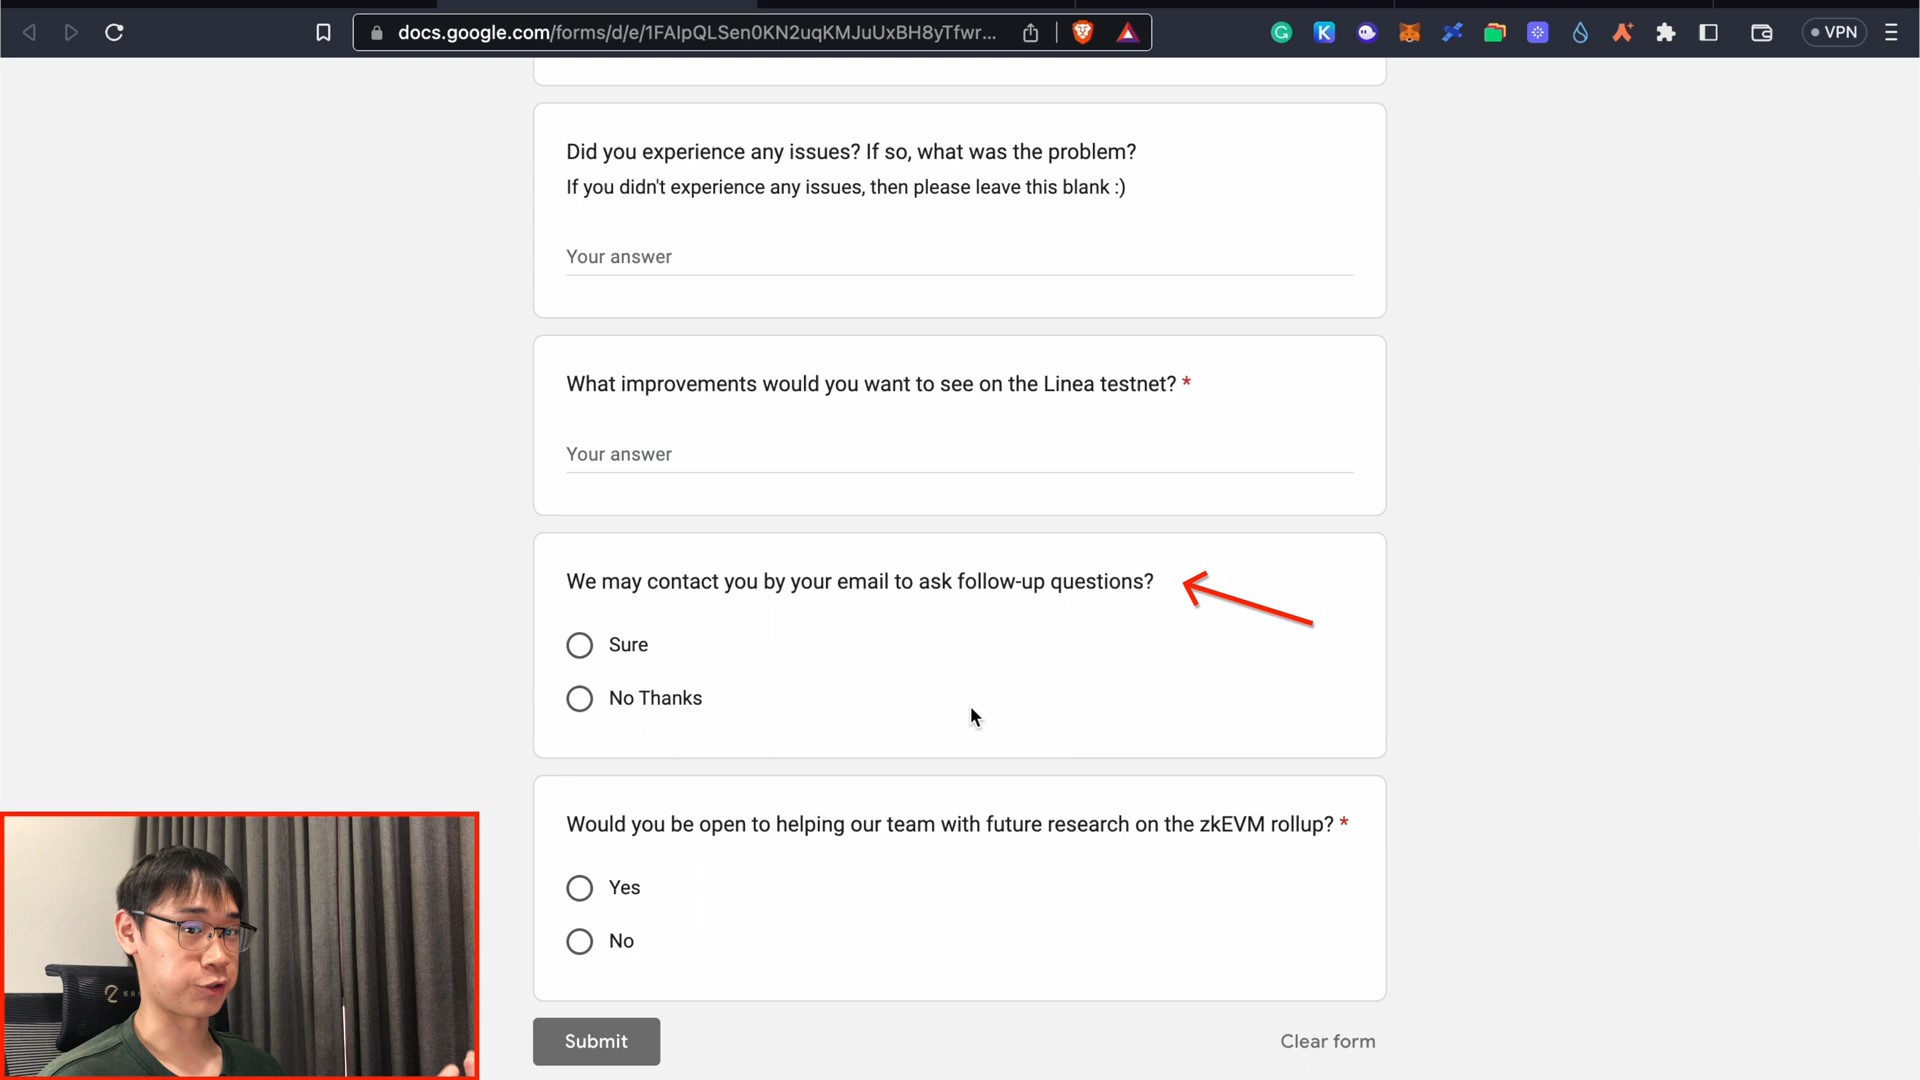 docs.google.com/forms/d/e/1FAIpQLSen0KN2uqKMJuUxBH8yTfwr...
K
VPN
Did you experience any issues? If so, what was the problem?
If you didn't experience any issues, then please leave this blank :)
Your answer
What improvements would you want to see on the Linea testnet? *
Your answer
We may contact you by your email to ask follow-up questions?
Sure
No Thanks
Would you be open to helping our team with future research on the zkEVM rollup? *
Yes
No
Submit
Clear form